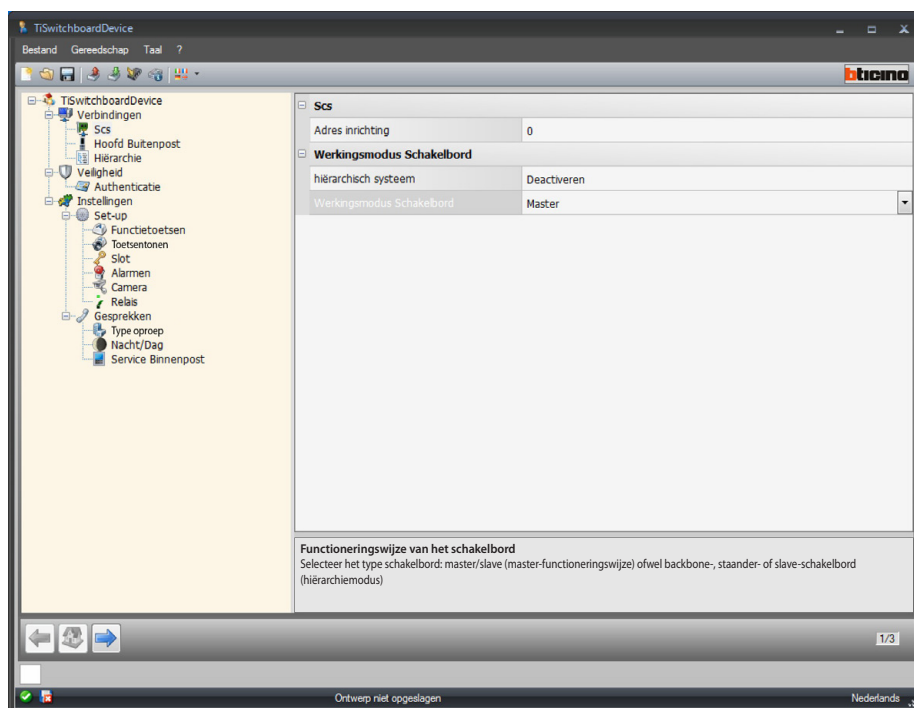 TiSwitchboardDevice
Bestand Gereedschap Taal ?
bticino
TiSwitchboardDevice
Verbindingen
Scs
Hoofd Buitenpost
Hiërarchie
Veiligheid
Authenticatie
Instellingen
Set-up
Functietoetsen
Toetsentonen
Slot
Alarmen
Camera
Relais
Gesprekken
Type oproep
Nacht/Dag
Service Binnenpost
Scs
Adres inrichting 0
Werkingsmodus Schakelbord
hiërarchisch systeem Deactiveren
Werkingsmodus Schakelbord Master
Functioneringswijze van het schakelbord
Selecteer het type schakelbord: master/slave (master-functioneringswijze) ofwel backbone-, staander- of slave-schakelbord
(hiërarchiemodus)
1/3
Ontwerp niet opgeslagen
Nederlands